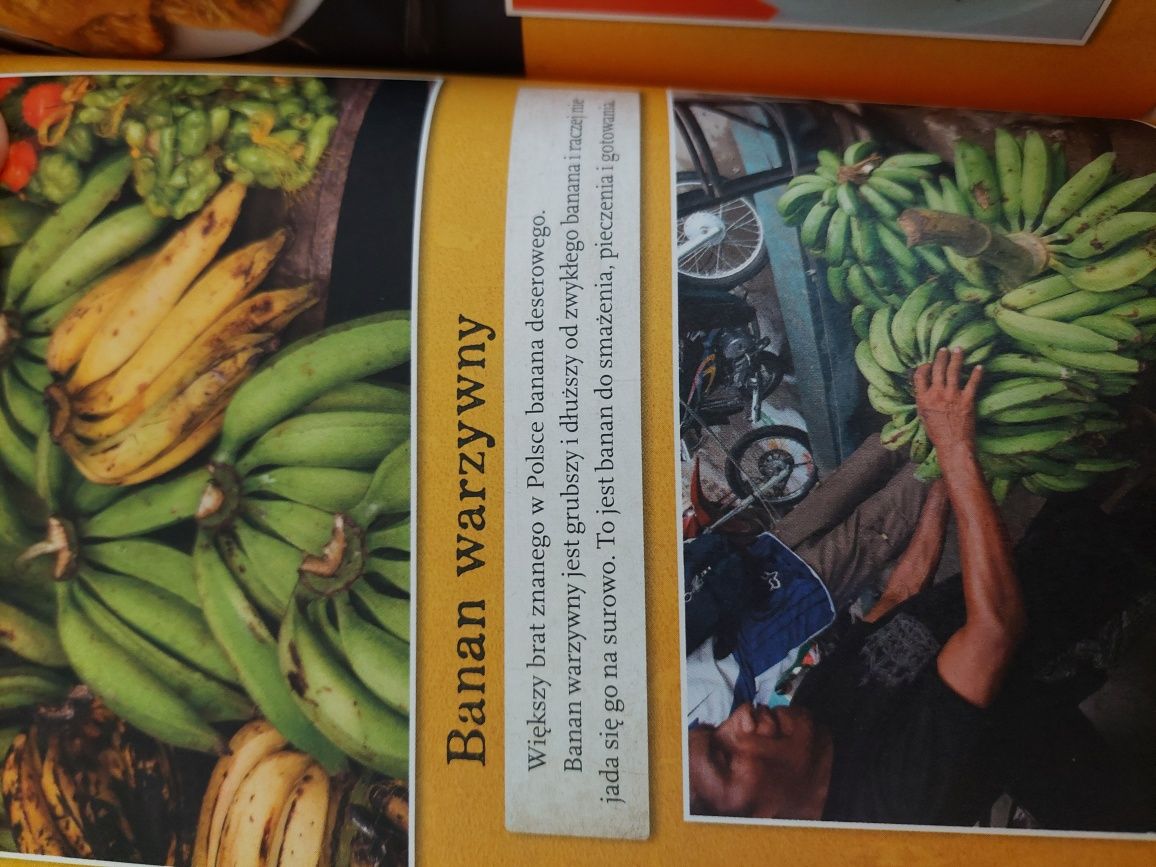 Banan warzywny
Większy brat znanego w Polsce banana deserowego.
Banan warzywny jest grubszy i dłuższy od zwykłego banana i raczej nie
jada się go na surowo. To jest banan do smażenia, pieczenia i gotowania.